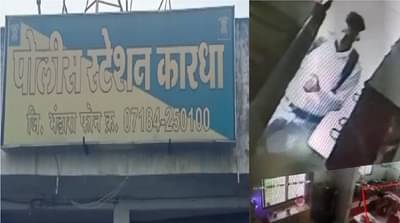 पोलीस स्टेशन कारधा
जि. भंडारा फोन क्र. 07184-250100